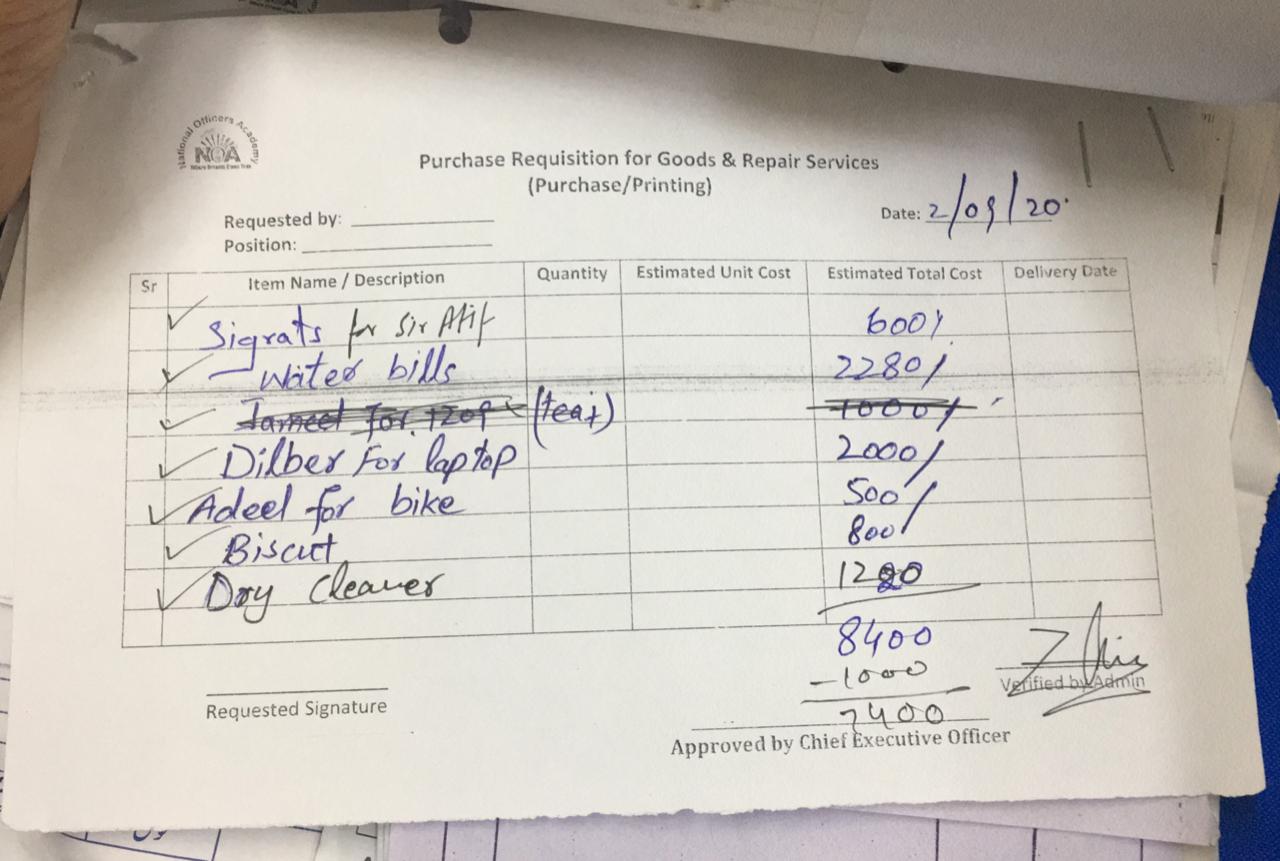 National Officers Academy
NOA
Purchase Requisition for Goods & Repair Services
(Purchase/Printing)
Requested by:
Position:
Date: 2/09/20
Sr Item Name / Description Quantity Estimated Unit Cost Estimated Total Cost Delivery Date
Sigrats for Sir Atif 600/
Water bills 2280/
for 1000/
Dilber For laptop 2000/
Adeel for bike 500/
Biscut 800/
Dry Cleaner 1220
8400
-1000
7400
Verified by Admin
Requested Signature
Approved by Chief Executive Officer